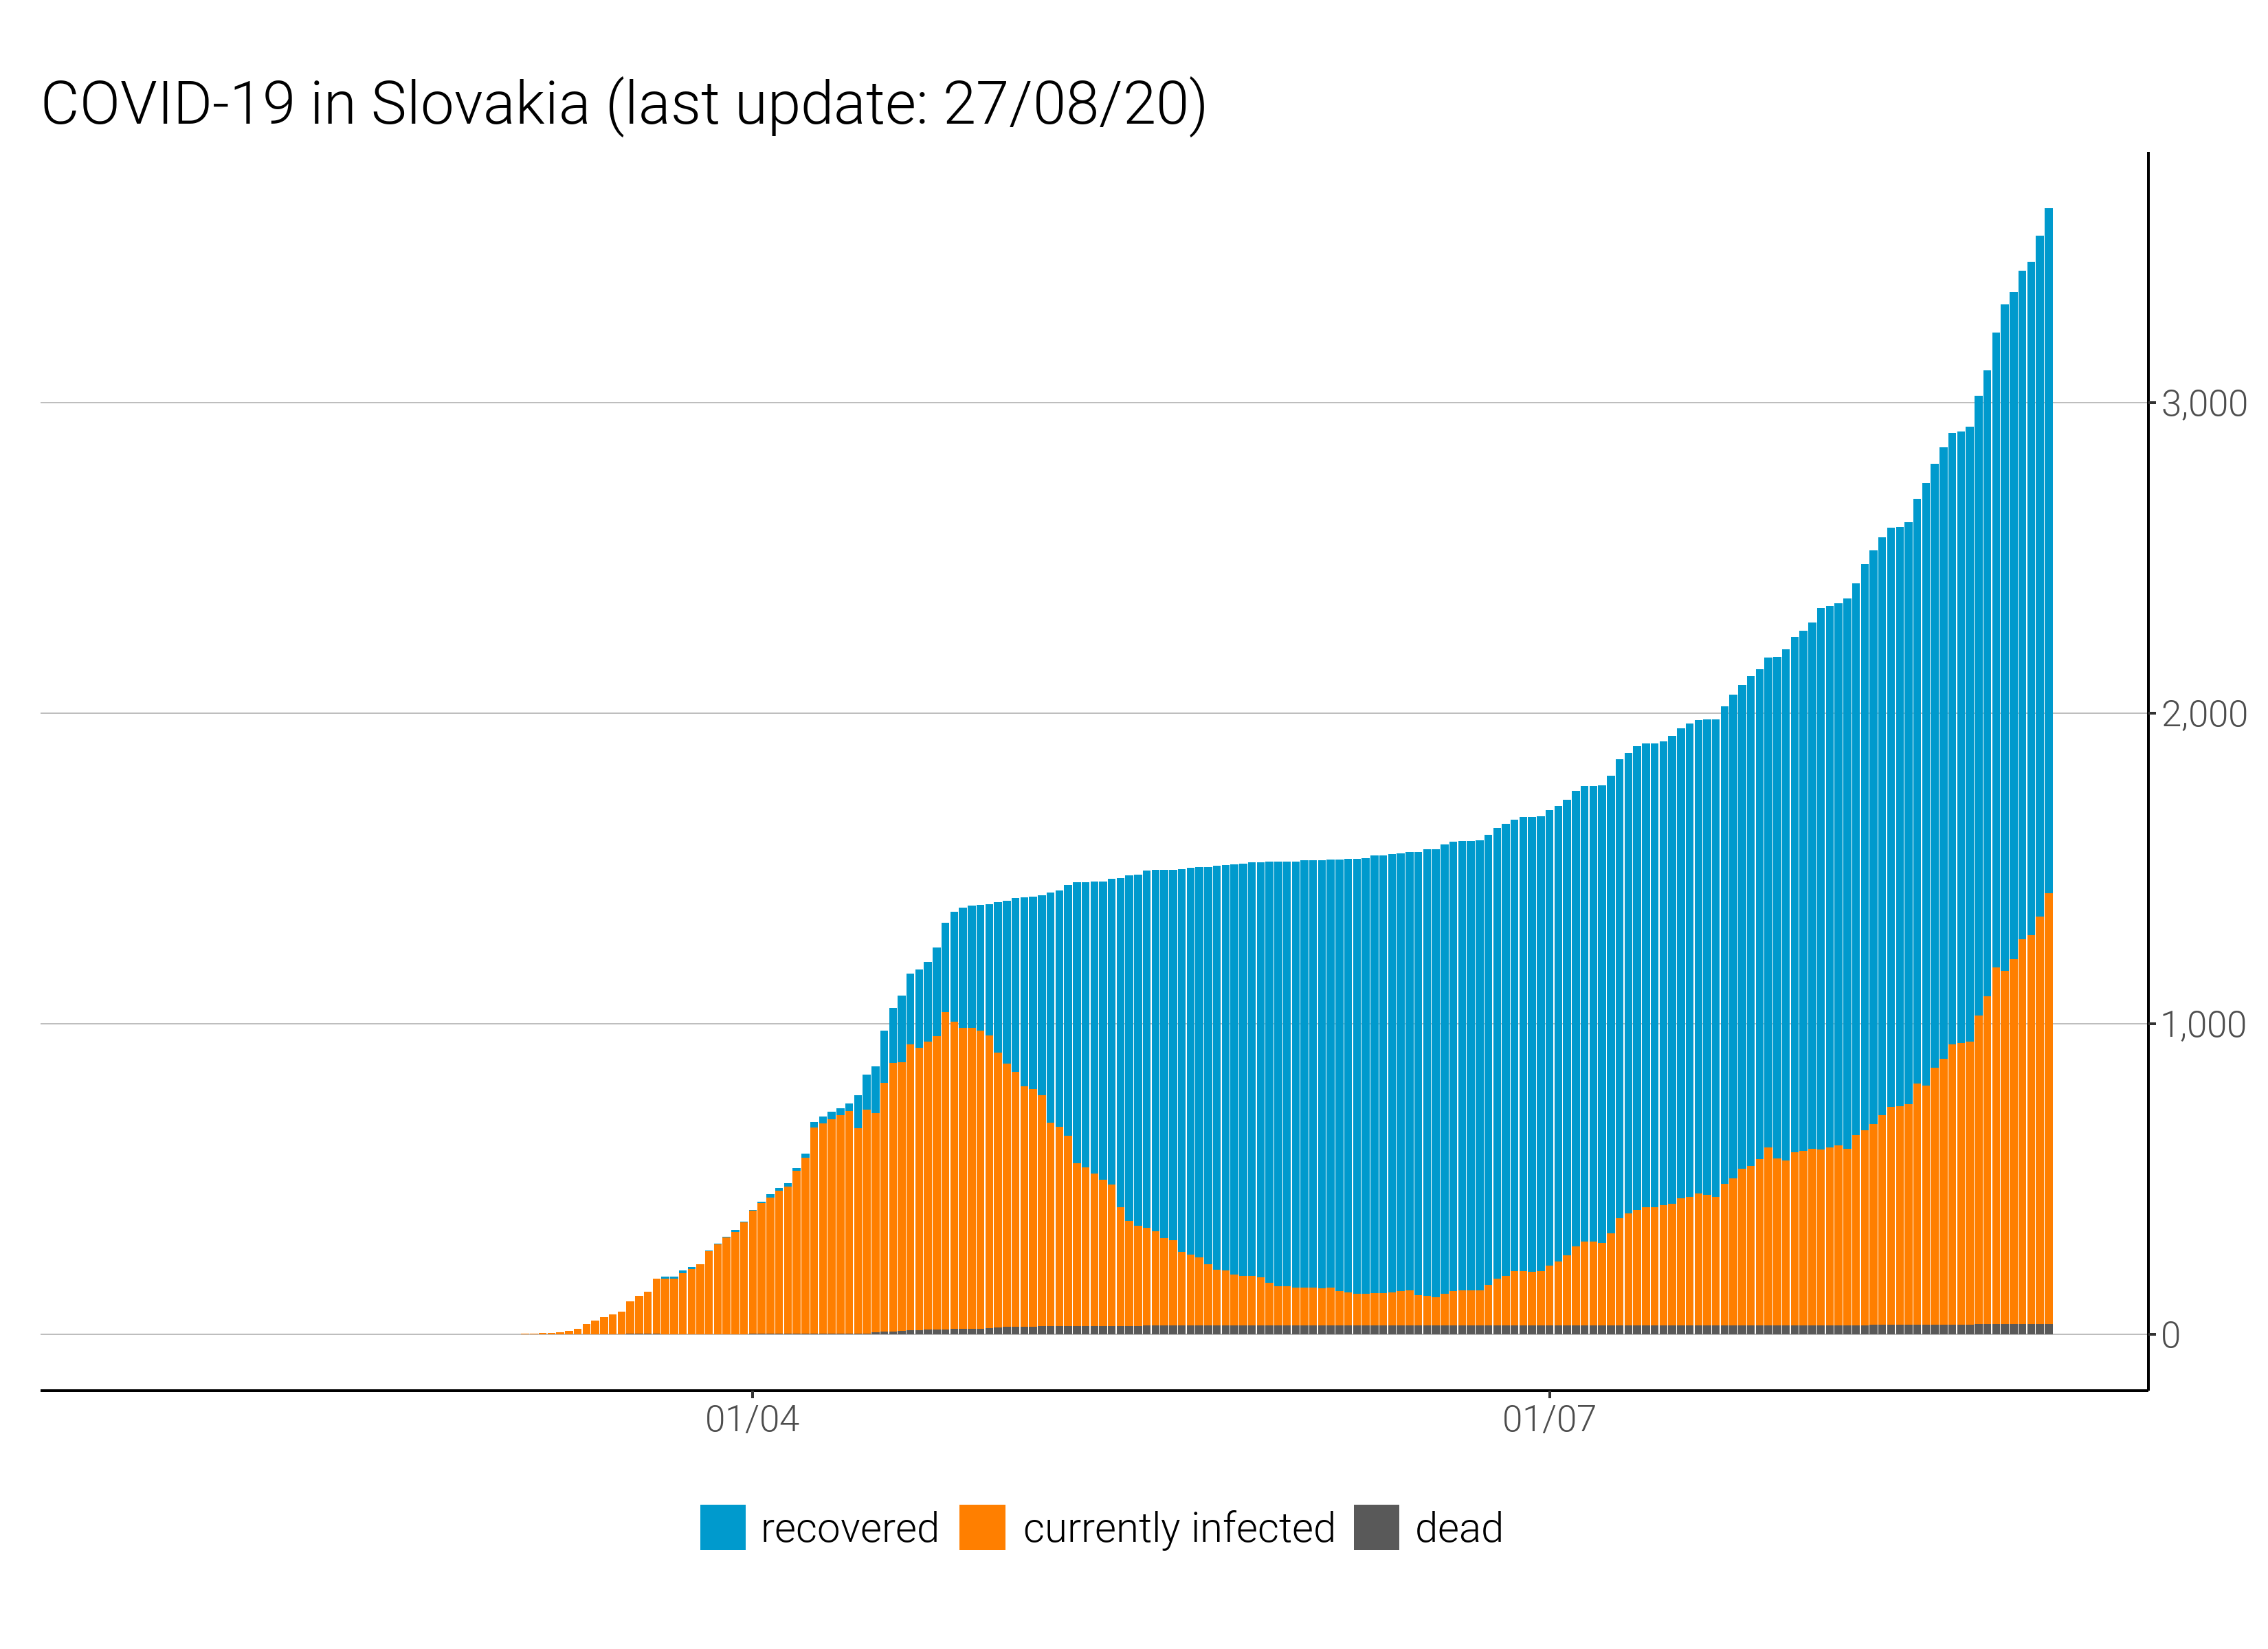 COVID-19 in Slovakia (last update: 27/08/20)
3,000
2,000
1,000
0
01/04 01/07
recovered currently infected dead